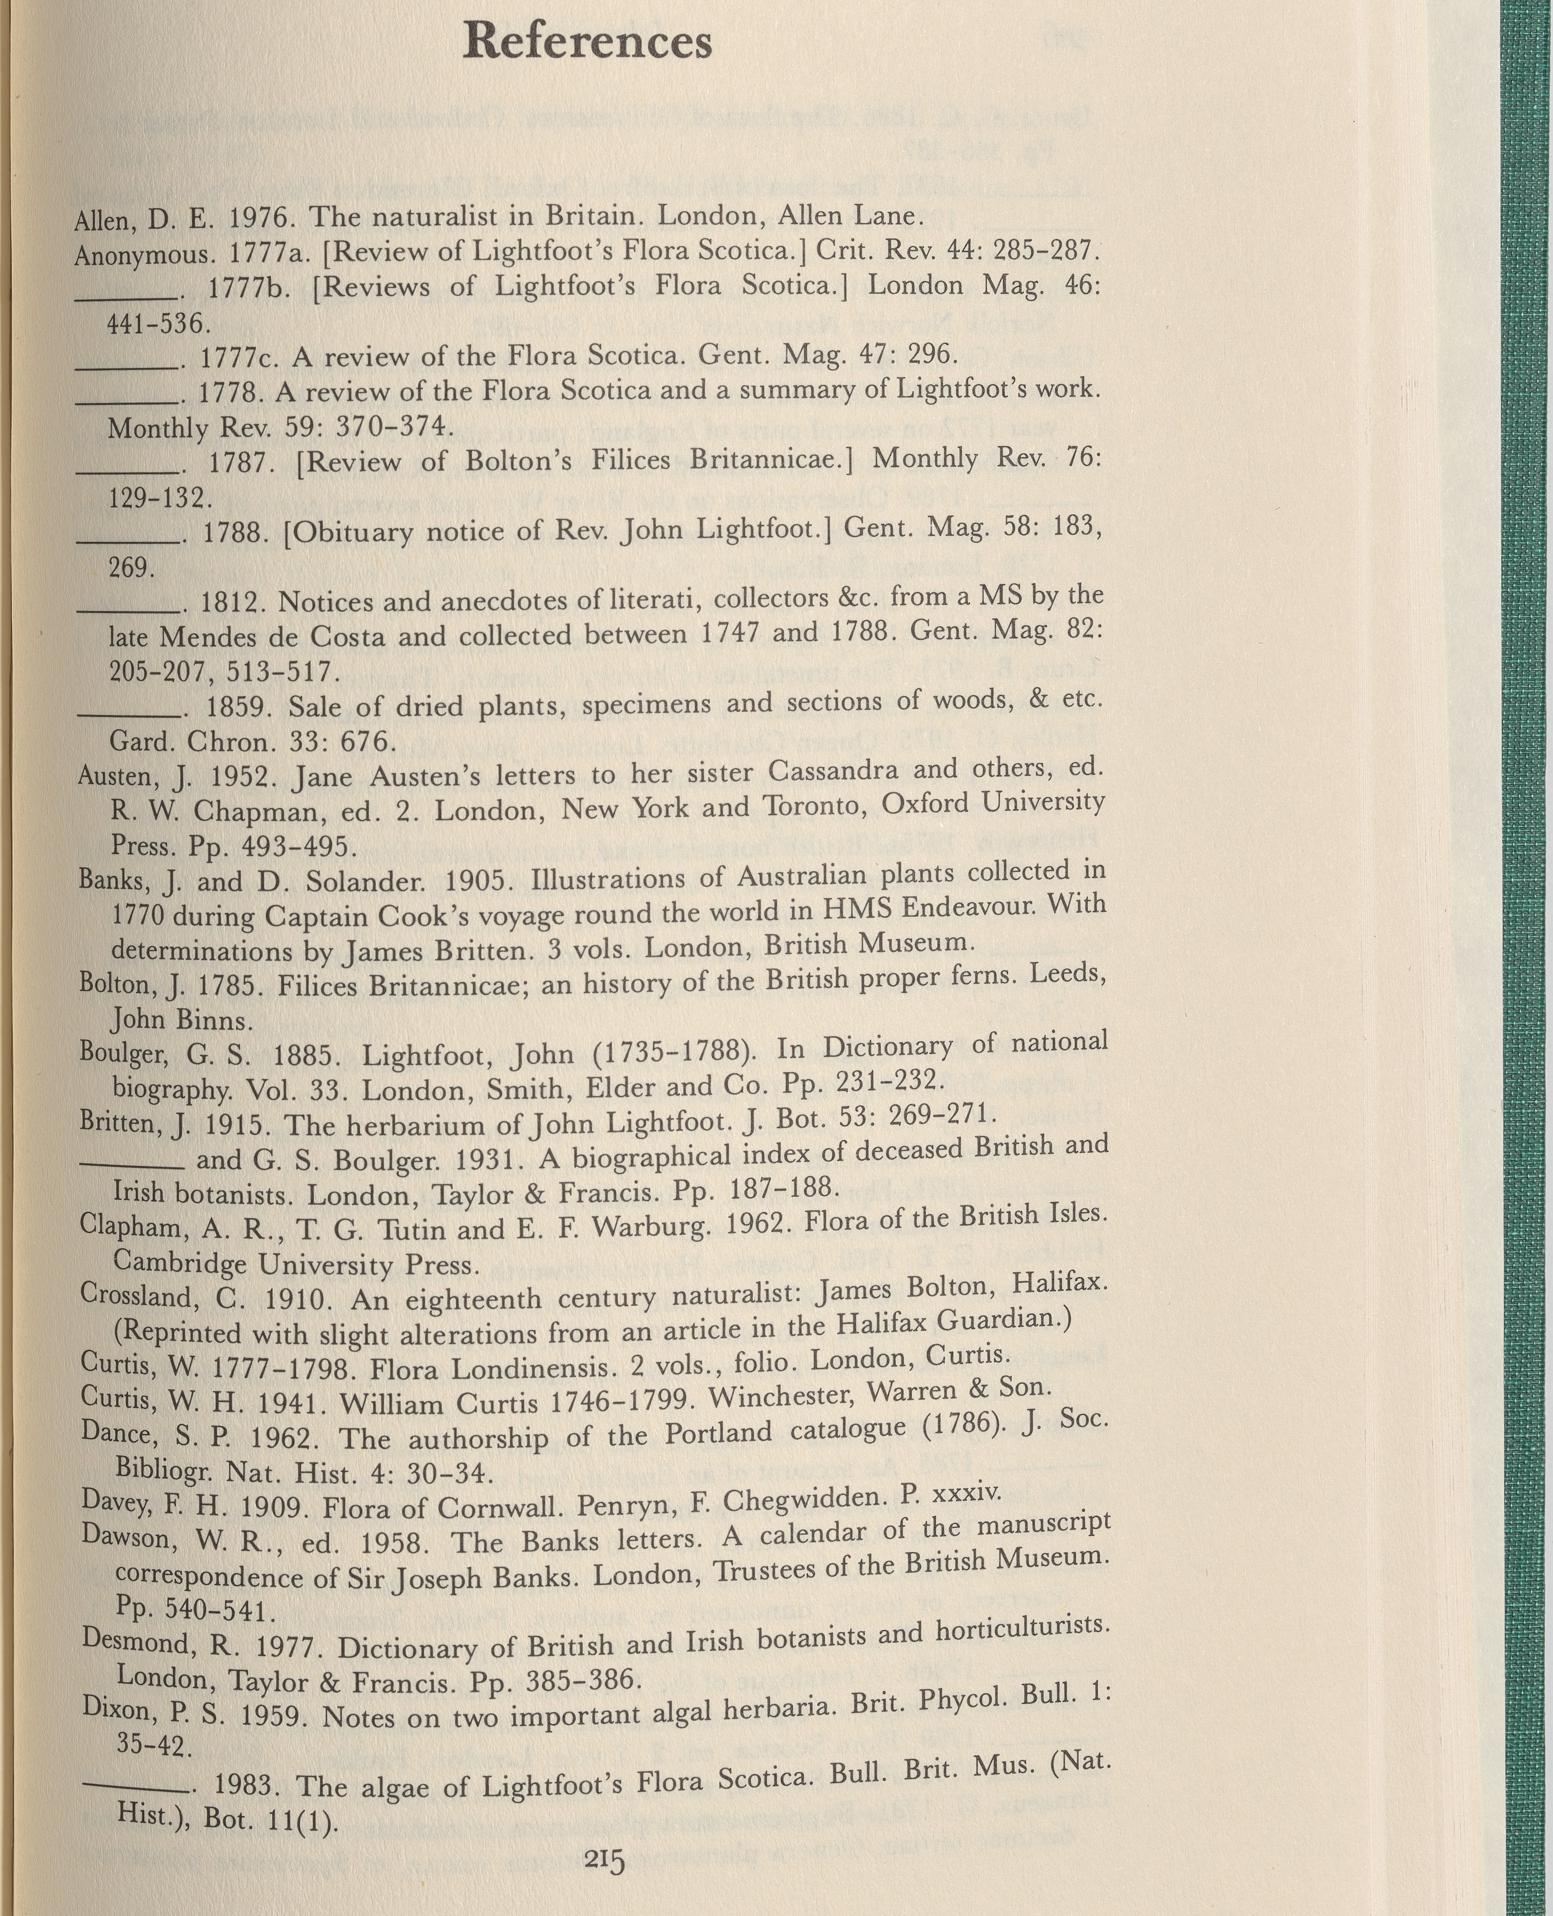 References
Allen, D. E. 1976. The naturalist in Britain. London, Allen Lane.
Anonymous. 1777a. [Review of Lightfoot's Flora Scotica.] Crit. Rev. 44: 285–287.
_______. 1777b. [Reviews of Lightfoot's Flora Scotica.] London Mag. 46:
441–536.
_______. 1777c. A review of the Flora Scotica. Gent. Mag. 47: 296.
_______. 1778. A review of the Flora Scotica and a summary of Lightfoot's work.
Monthly Rev. 59: 370–374.
_______. 1787. [Review of Bolton's Filices Britannicae.] Monthly Rev. 76:
129–132.
_______. 1788. [Obituary notice of Rev. John Lightfoot.] Gent. Mag. 58: 183,
269.
_______. 1812. Notices and anecdotes of literati, collectors &c. from a MS by the
late Mendes de Costa and collected between 1747 and 1788. Gent. Mag. 82:
205–207, 513–517.
_______. 1859. Sale of dried plants, specimens and sections of woods, & etc.
Gard. Chron. 33: 676.
Austen, J. 1952. Jane Austen's letters to her sister Cassandra and others, ed.
R. W. Chapman, ed. 2. London, New York and Toronto, Oxford University
Press. Pp. 493–495.
Banks, J. and D. Solander. 1905. Illustrations of Australian plants collected in
1770 during Captain Cook's voyage round the world in HMS Endeavour. With
determinations by James Britten. 3 vols. London, British Museum.
Bolton, J. 1785. Filices Britannicae; an history of the British proper ferns. Leeds,
John Binns.
Boulger, G. S. 1885. Lightfoot, John (1735–1788). In Dictionary of national
biography. Vol. 33. London, Smith, Elder and Co. Pp. 231–232.
Britten, J. 1915. The herbarium of John Lightfoot. J. Bot. 53: 269–271.
_______ and G. S. Boulger. 1931. A biographical index of deceased British and
Irish botanists. London, Taylor & Francis. Pp. 187–188.
Clapham, A. R., T. G. Tutin and E. F. Warburg. 1962. Flora of the British Isles.
Cambridge University Press.
Crossland, C. 1910. An eighteenth century naturalist: James Bolton, Halifax.
(Reprinted with slight alterations from an article in the Halifax Guardian.)
Curtis, W. 1777–1798. Flora Londinensis. 2 vols., folio. London, Curtis.
Curtis, W. H. 1941. William Curtis 1746–1799. Winchester, Warren & Son.
Dance, S. P. 1962. The authorship of the Portland catalogue (1786). J. Soc.
Bibliogr. Nat. Hist. 4: 30–34.
Davey, F. H. 1909. Flora of Cornwall. Penryn, F. Chegwidden. P. xxxiv.
Dawson, W. R., ed. 1958. The Banks letters. A calendar of the manuscript
correspondence of Sir Joseph Banks. London, Trustees of the British Museum.
Pp. 540–541.
Desmond, R. 1977. Dictionary of British and Irish botanists and horticulturists.
London, Taylor & Francis. Pp. 385–386.
Dixon, P. S. 1959. Notes on two important algal herbaria. Brit. Phycol. Bull. 1:
35–42.
_______. 1983. The algae of Lightfoot's Flora Scotica. Bull. Brit. Mus. (Nat.
Hist.), Bot. 11(1).
215